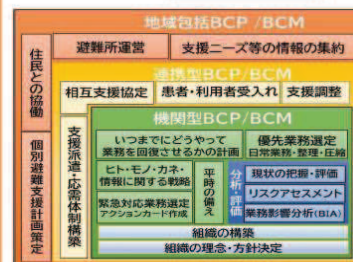 地域包括BCP/BCM
住民との協働
避難所運営
支援ニーズ等の情報の集約
連携型BCP/BCM
相互支援協定
患者・利用者受入れ
支援調整
個別避難支援計画策定
支援派遣・応需体制構築
機関型BCP/BCM
いつまでにどうやって
業務を回復させるかの計画
優先業務選定
日常業務・整理・圧縮
ヒト・モノ・カネ・
情報に関する戦略
緊急対応業務選定
アクションカード作成
平時の備え
分析・評価
現状の把握・評価
リスクアセスメント
業務影響分析(BIA)
組織の構築
組織の理念・方針決定